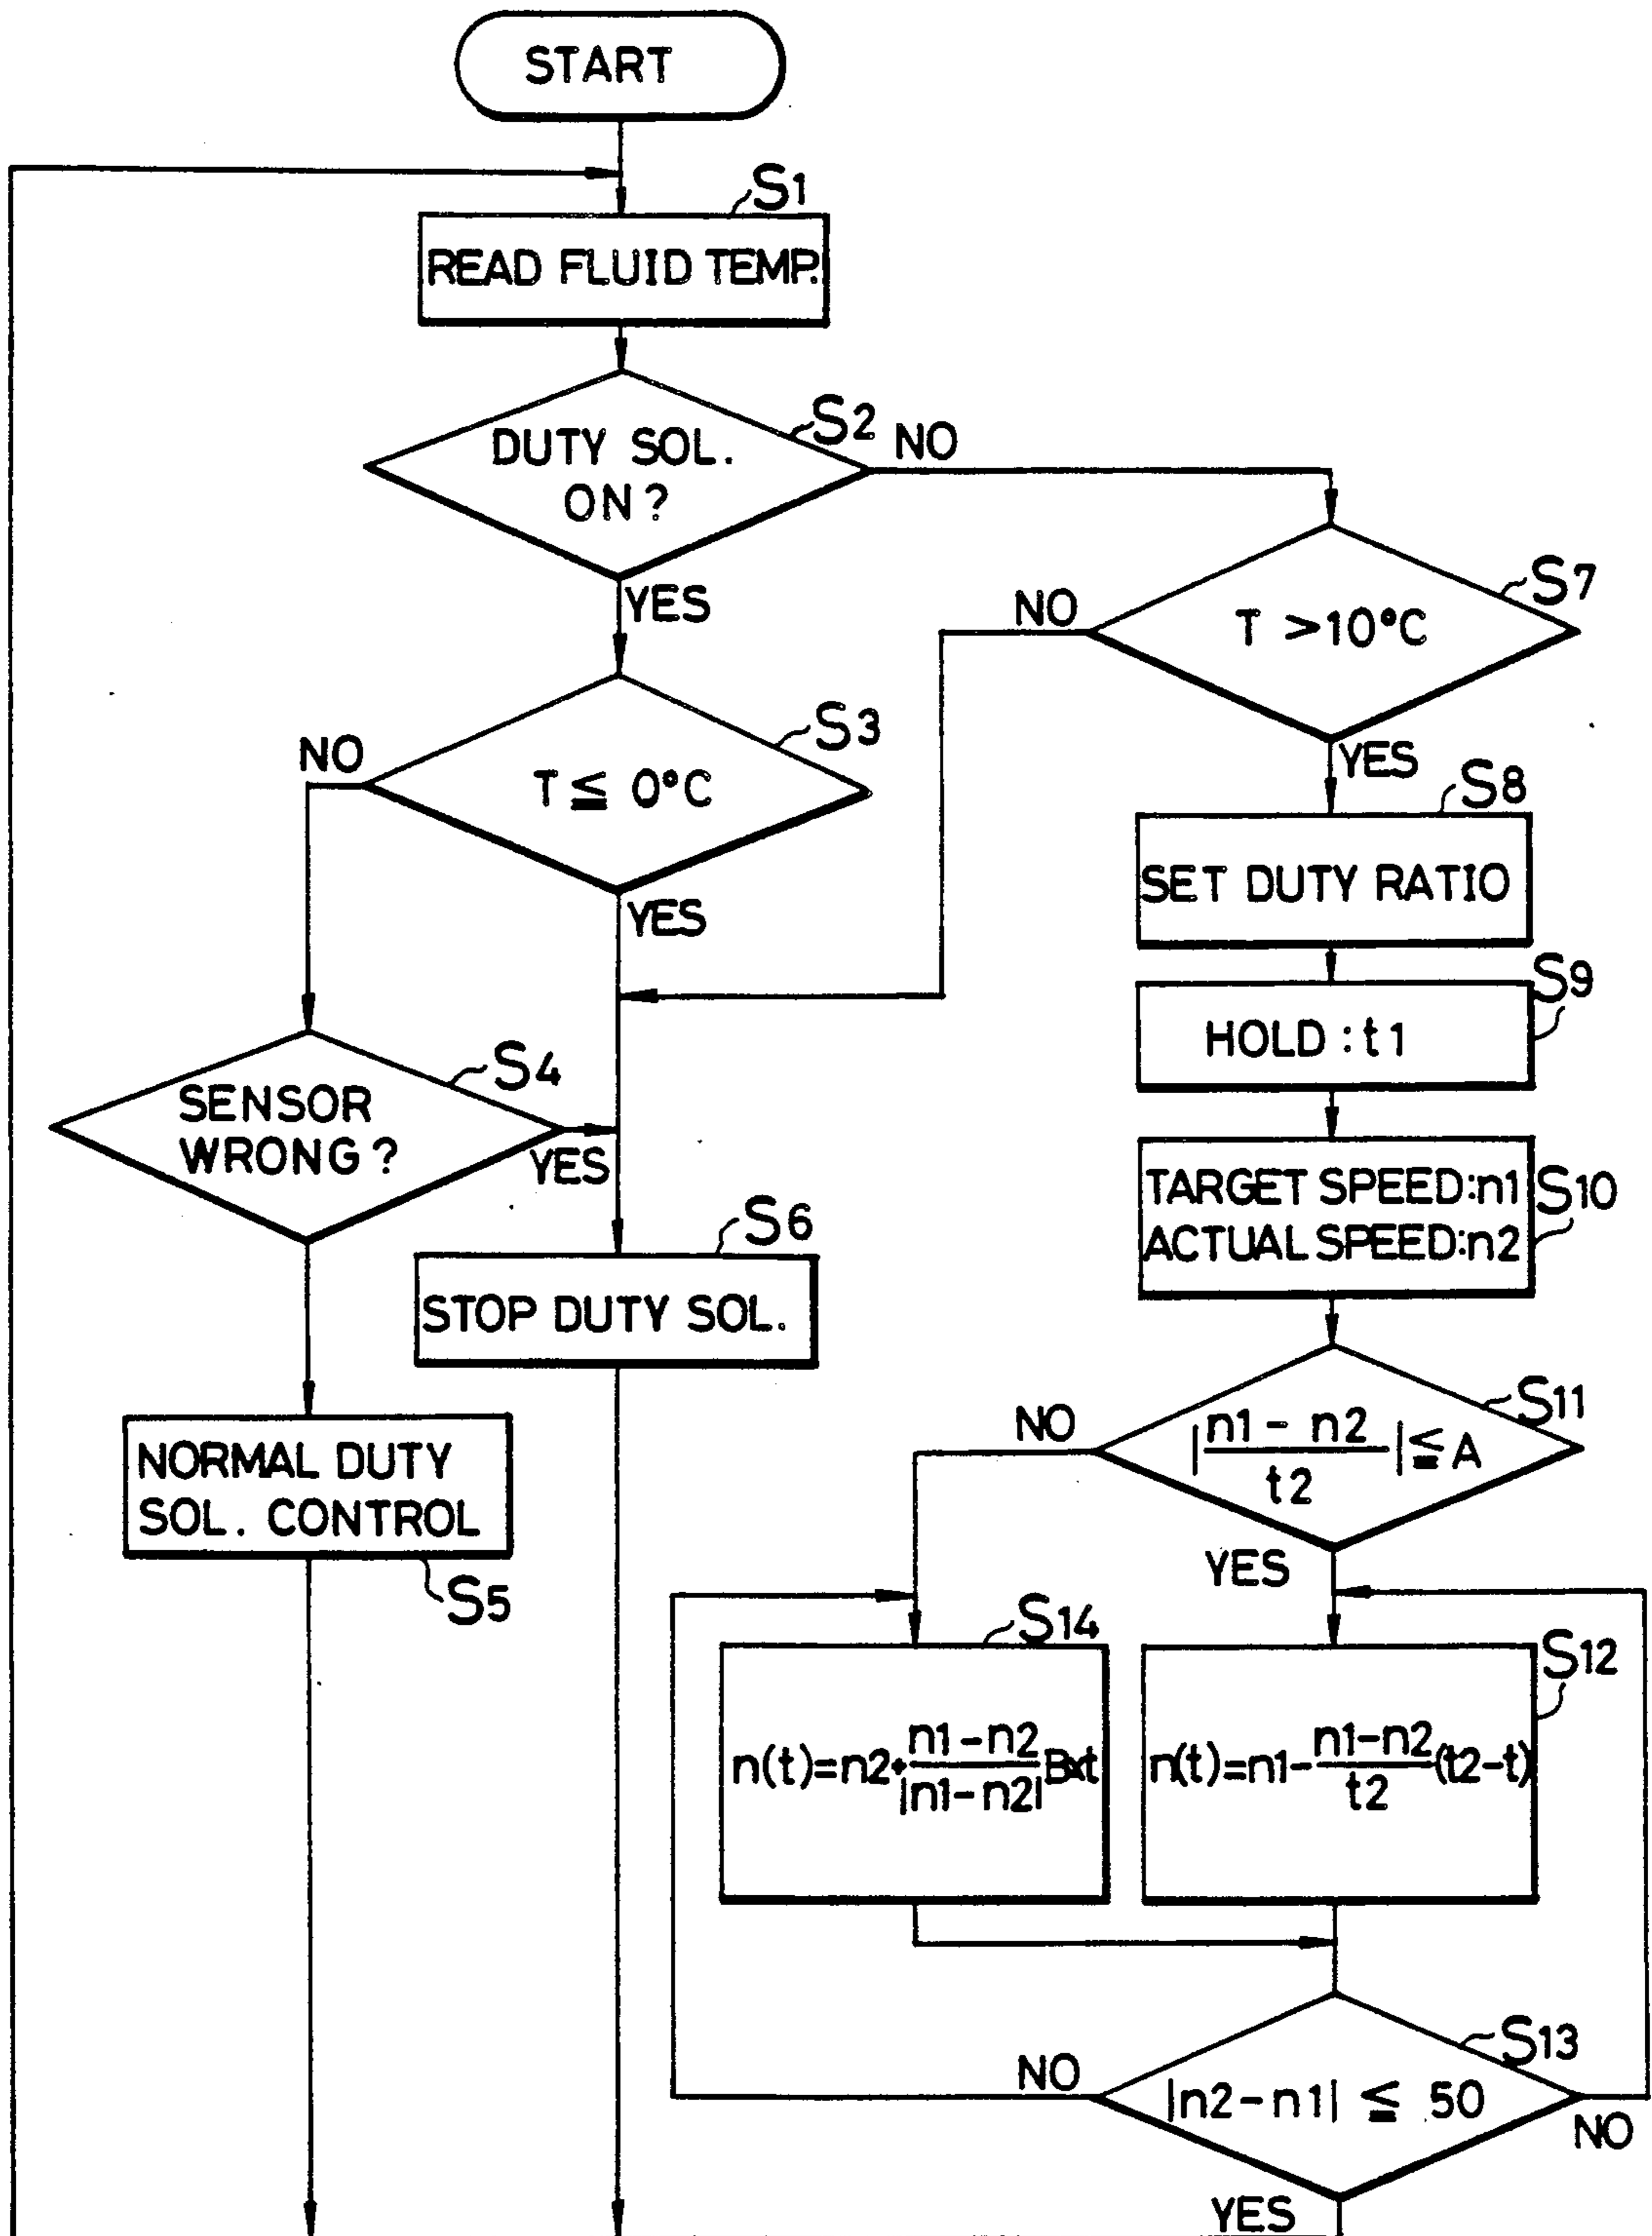 START
S1
READ FLUID TEMP.
S2
DUTY SOL.
ON?
NO
YES
S7
T >10°C
NO
YES
S3
T ≦ 0°C
NO
YES
S8
SET DUTY RATIO
S9
HOLD : t1
S4
SENSOR
WRONG?
YES
S10
TARGET SPEED:n1
ACTUAL SPEED:n2
S6
STOP DUTY SOL.
S11
|n1 - n2 / t2| ≦ A
NO
YES
NORMAL DUTY
SOL. CONTROL
S5
S14
n(t)=n2+n1-n2/|n1-n2| B×t
S12
n(t)=n1-n1-n2/t2(t2-t)
S13
|n2-n1| ≦ 50
NO
NO
YES